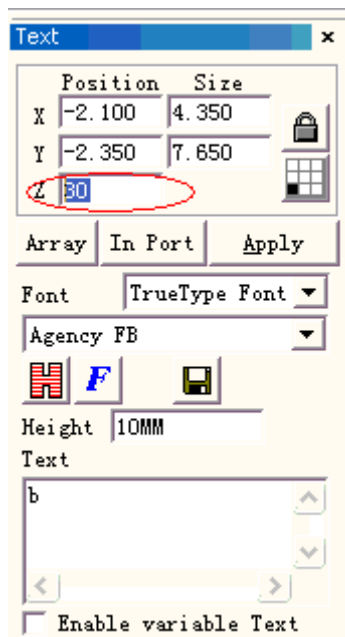 Text
Position Size
X -2.100 4.350
Y -2.350 7.650
Z 30
Array In Port Apply
Font TrueType Font
Agency FB
H F
Height 10MM
Text
b
Enable variable Text